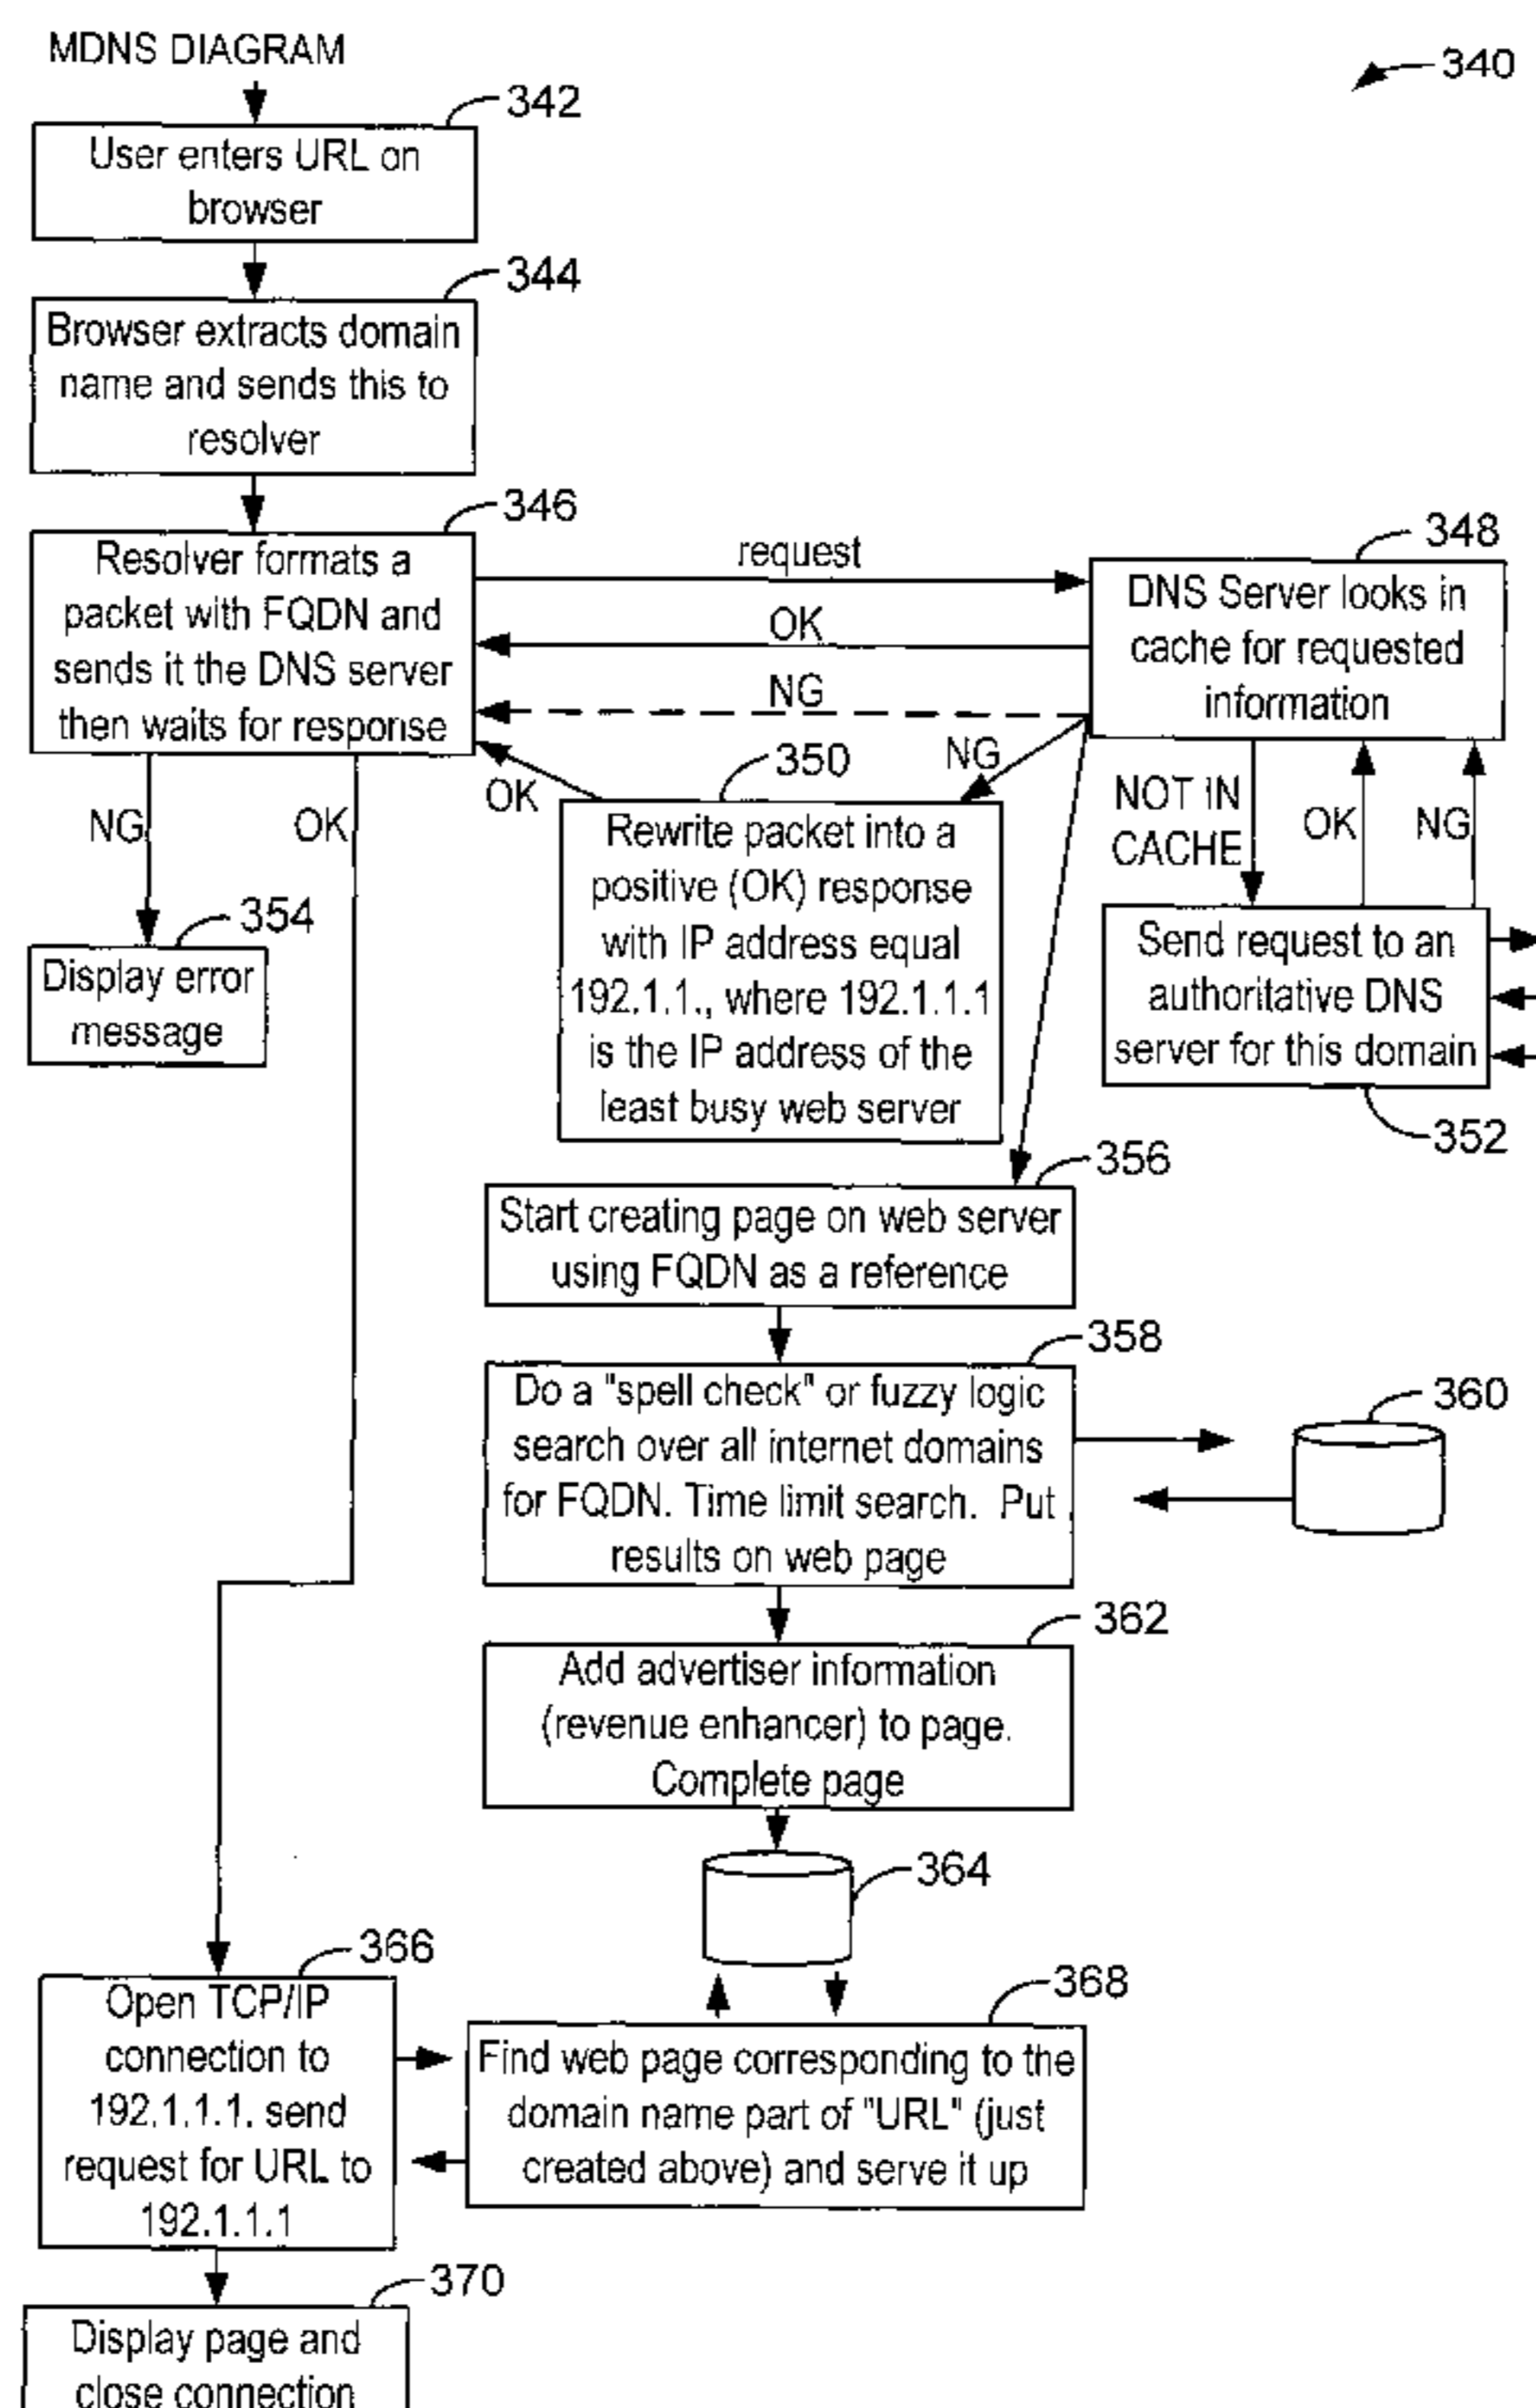 MDNS DIAGRAM
340
342
User enters URL on
browser
344
Browser extracts domain
name and sends this to
resolver
346
Resolver formats a
packet with FQDN and
sends it the DNS server
then waits for response
request
OK
NG
348
DNS Server looks in
cache for requested
information
NG
OK
350
Rewrite packet into a
positive (OK) response
with IP address equal
192.1.1., where 192.1.1.1
is the IP address of the
least busy web server
NOT IN
CACHE
OK
NG
Send request to an
authoritative DNS
server for this domain
352
NG
OK
354
Display error
message
356
Start creating page on web server
using FQDN as a reference
358
Do a "spell check" or fuzzy logic
search over all internet domains
for FQDN. Time limit search. Put
results on web page
360
362
Add advertiser information
(revenue enhancer) to page.
Complete page
364
366
Open TCP/IP
connection to
192.1.1.1. send
request for URL to
192.1.1.1
368
Find web page corresponding to the
domain name part of "URL" (just
created above) and serve it up
370
Display page and
close connection